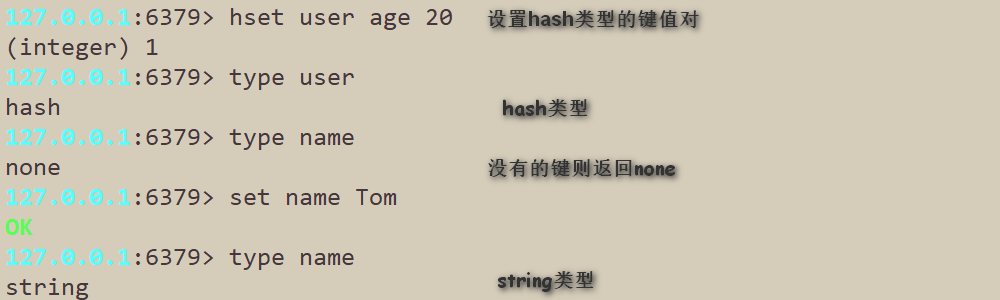 127.0.0.1:6379> hset user age 20 设置hash类型的键值对
(integer) 1
127.0.0.1:6379> type user
hash hash类型
127.0.0.1:6379> type name
none 没有的键则返回none
127.0.0.1:6379> set name Tom
OK
127.0.0.1:6379> type name
string string类型